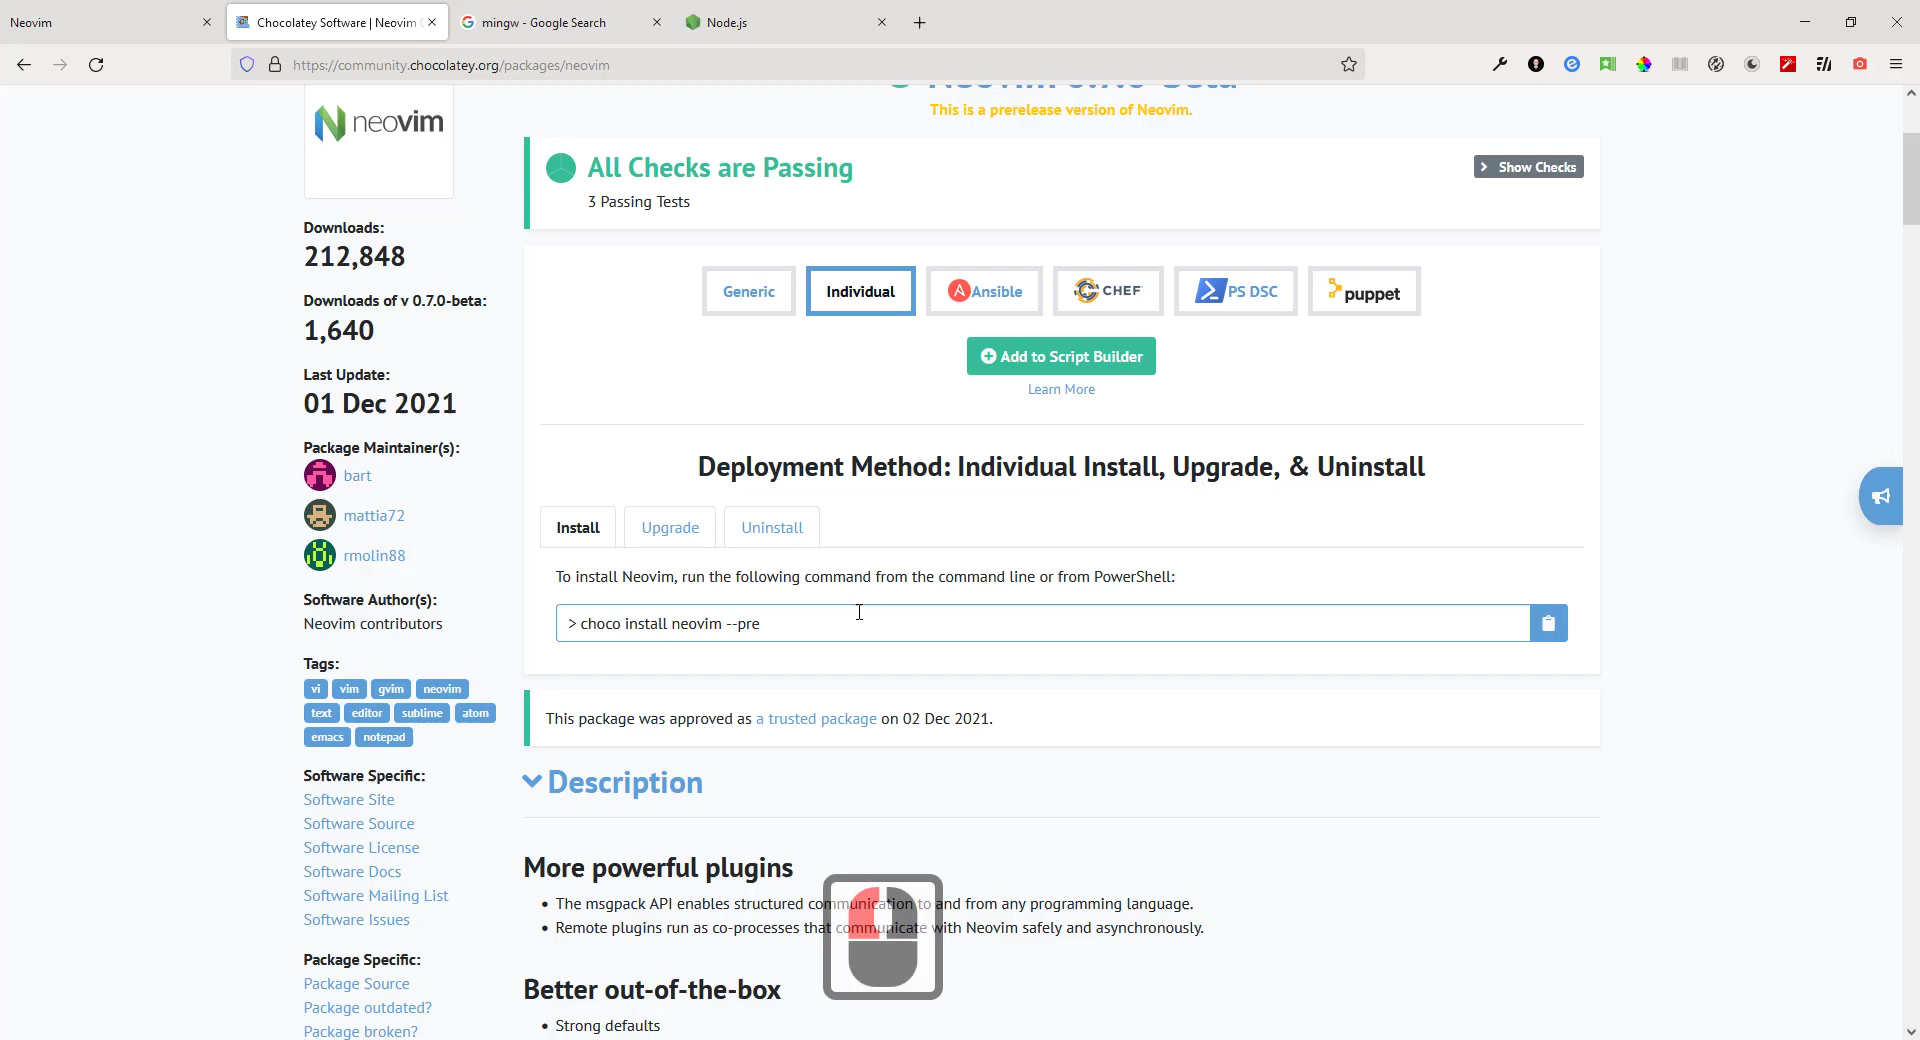 Neovim
Chocolatey Software | Neovim
mingw - Google Search
Node.js
https://community.chocolatey.org/packages/neovim
This is a prerelease version of Neovim.
neovim
All Checks are Passing
Show Checks
3 Passing Tests
Downloads:
212,848
Downloads of v 0.7.0-beta:
1,640
Last Update:
01 Dec 2021
Package Maintainer(s):
bart
mattia72
rmolin88
Software Author(s):
Neovim contributors
Tags:
vi vim gvim neovim
text editor sublime atom
emacs notepad
Software Specific:
Software Site
Software Source
Software License
Software Docs
Software Mailing List
Software Issues
Package Specific:
Package Source
Package outdated?
Package broken?
Generic
Individual
Ansible
CHEF
PS DSC
puppet
Add to Script Builder
Learn More
Deployment Method: Individual Install, Upgrade, & Uninstall
Install
Upgrade
Uninstall
To install Neovim, run the following command from the command line or from PowerShell:
> choco install neovim --pre
This package was approved as a trusted package on 02 Dec 2021.
Description
More powerful plugins
• The msgpack API enables structured communication to and from any programming language.
• Remote plugins run as co-processes that communicate with Neovim safely and asynchronously.
Better out-of-the-box
• Strong defaults